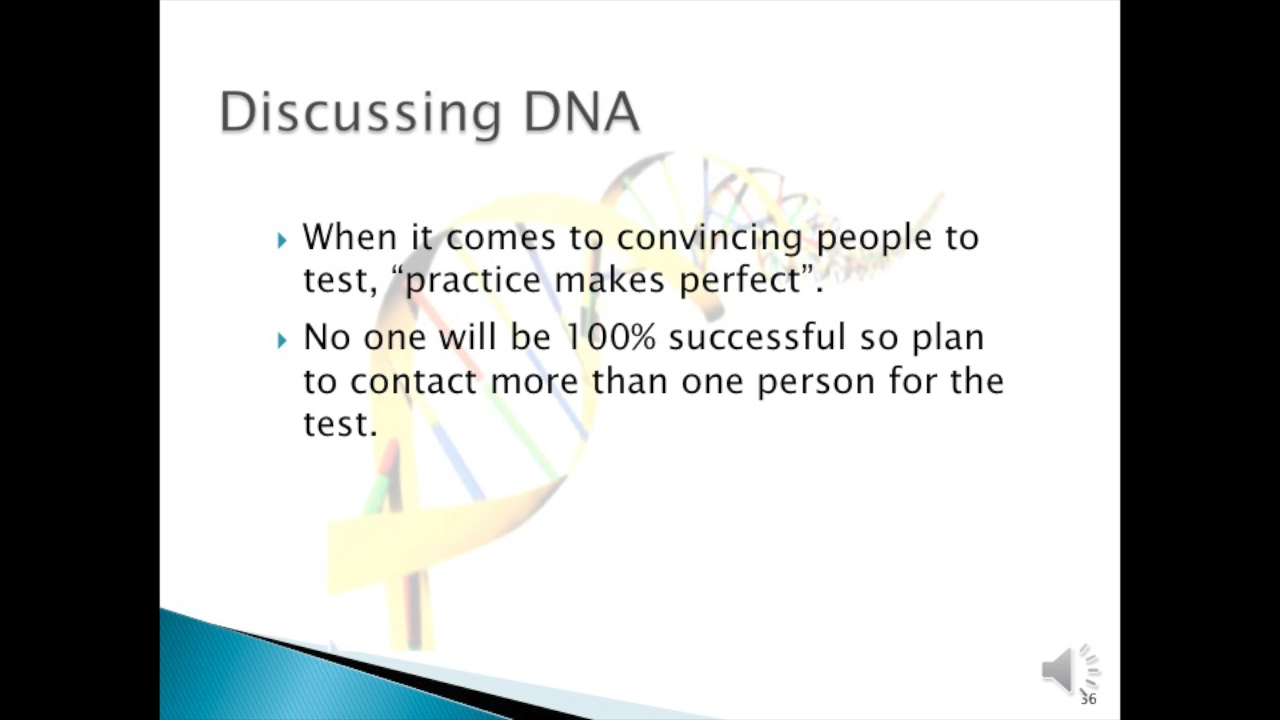 Discussing DNA
When it comes to convincing people to
test, “practice makes perfect”.
No one will be 100% successful so plan
to contact more than one person for the
test.
36